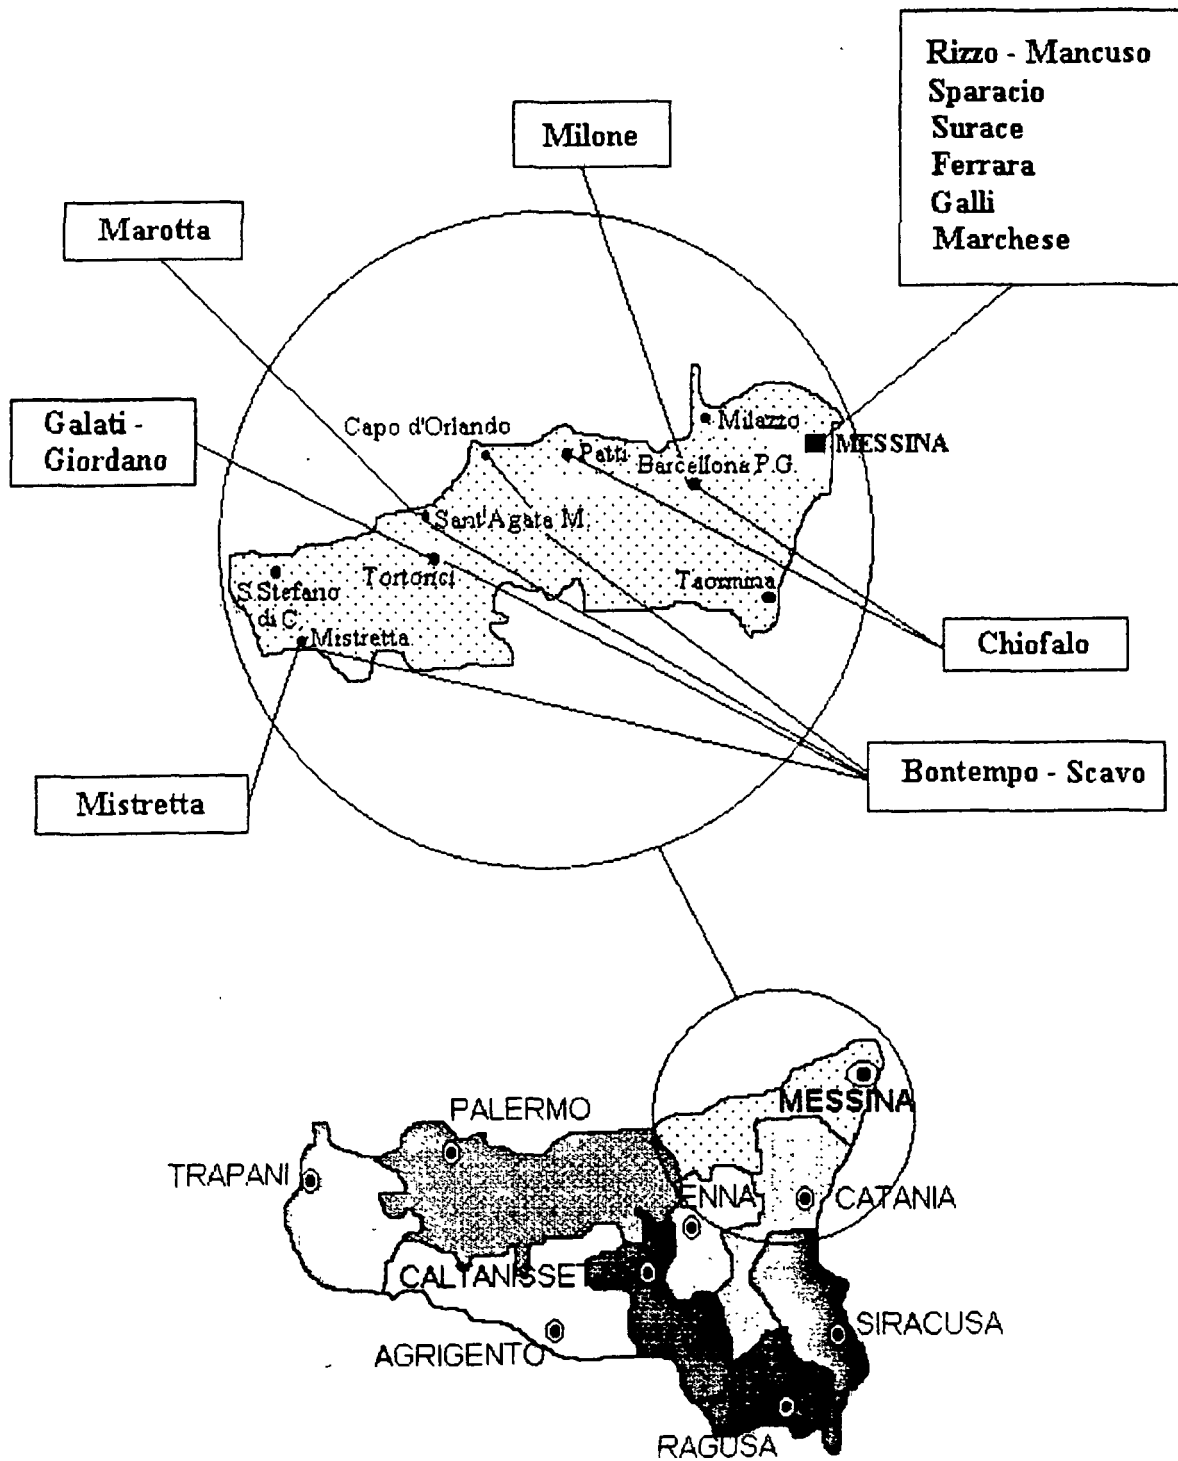 Rizzo - Mancuso
Sparacio
Surace
Ferrara
Galli
Marchese
Milone
Marotta
Galati -
Giordano
Capo d'Orlando
Milazzo
MESSINA
Patti
Barcellona P.G.
Sant'Agata M.
Tortorici
Taormina
S.Stefano
di C.
Mistretta
Chiofalo
Bontempo - Scavo
Mistretta
MESSINA
PALERMO
TRAPANI
ENNA
CATANIA
CALTANISSET
SIRACUSA
AGRIGENTO
RAGUSA